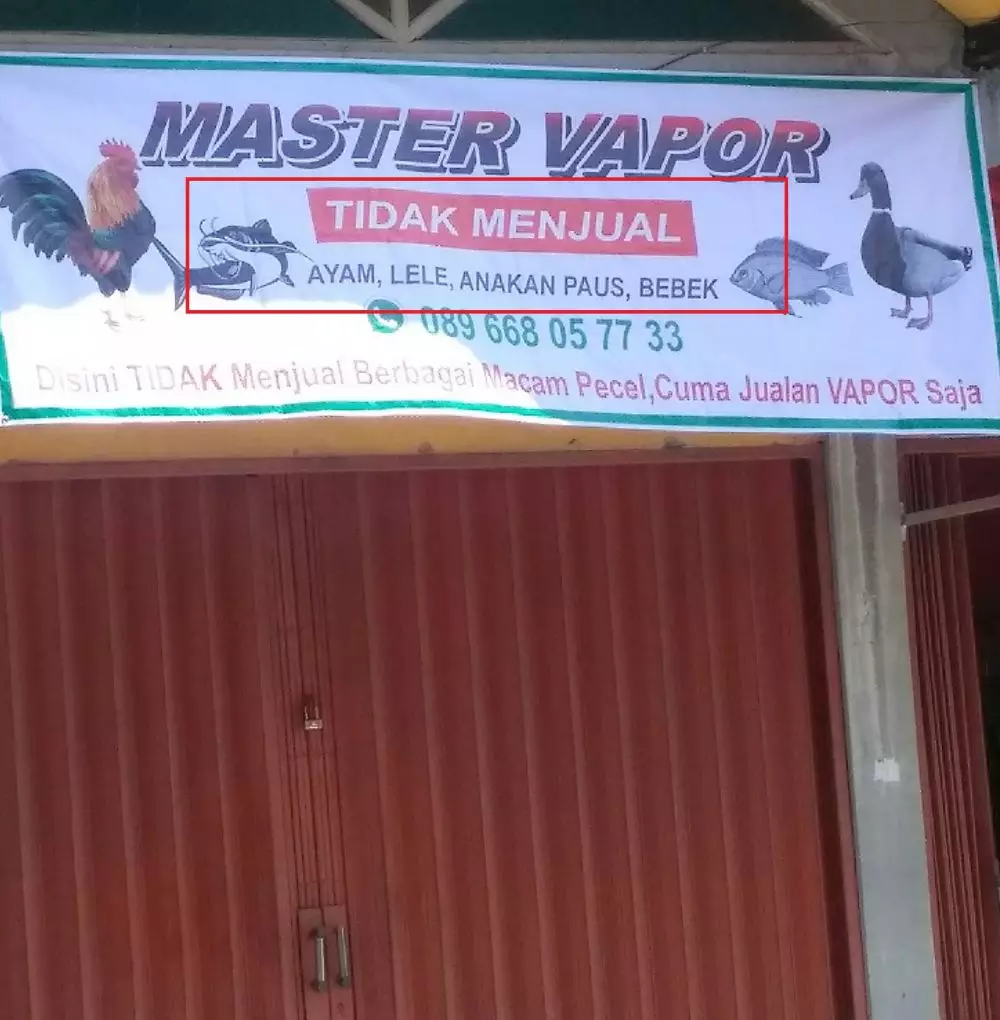 MASTER VAPOR
TIDAK MENJUAL
AYAM, LELE, ANAKAN PAUS, BEBEK
089 668 05 77 33
Disini TIDAK Menjual Berbagai Macam Pecel,Cuma Jualan VAPOR Saja